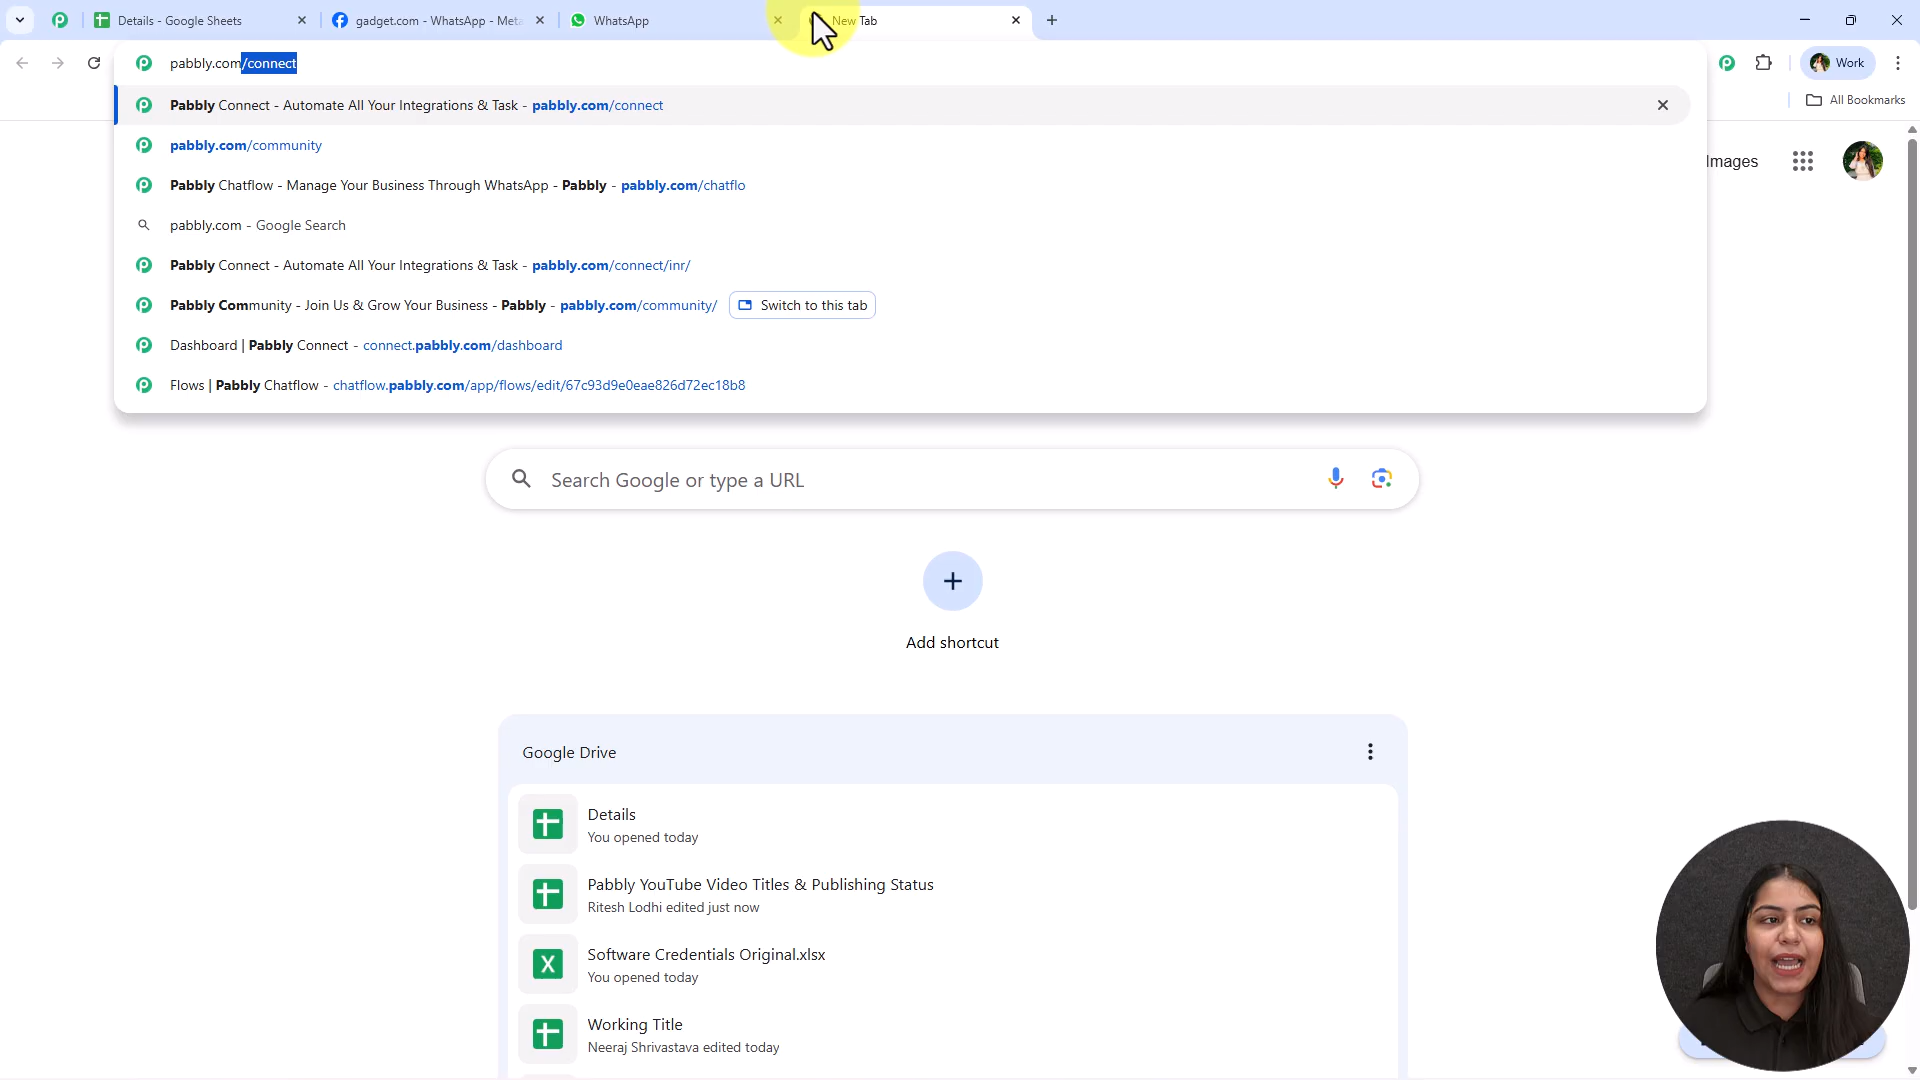 Details - Google Sheets
gadget.com - WhatsApp - Meta
WhatsApp
New Tab
pabbly.com/connect
Work
Pabbly Connect - Automate All Your Integrations & Task - pabbly.com/connect
All Bookmarks
pabbly.com/community
Images
Pabbly Chatflow - Manage Your Business Through WhatsApp - Pabbly - pabbly.com/chatflo
pabbly.com - Google Search
Pabbly Connect - Automate All Your Integrations & Task - pabbly.com/connect/inr/
Pabbly Community - Join Us & Grow Your Business - Pabbly - pabbly.com/community/ Switch to this tab
Dashboard | Pabbly Connect - connect.pabbly.com/dashboard
Flows | Pabbly Chatflow - chatflow.pabbly.com/app/flows/edit/67c93d9e0eae826d72ec18b8
Search Google or type a URL
Add shortcut
Google Drive
Details
You opened today
Pabbly YouTube Video Titles & Publishing Status
Ritesh Lodhi edited just now
Software Credentials Original.xlsx
You opened today
Working Title
Neeraj Shrivastava edited today